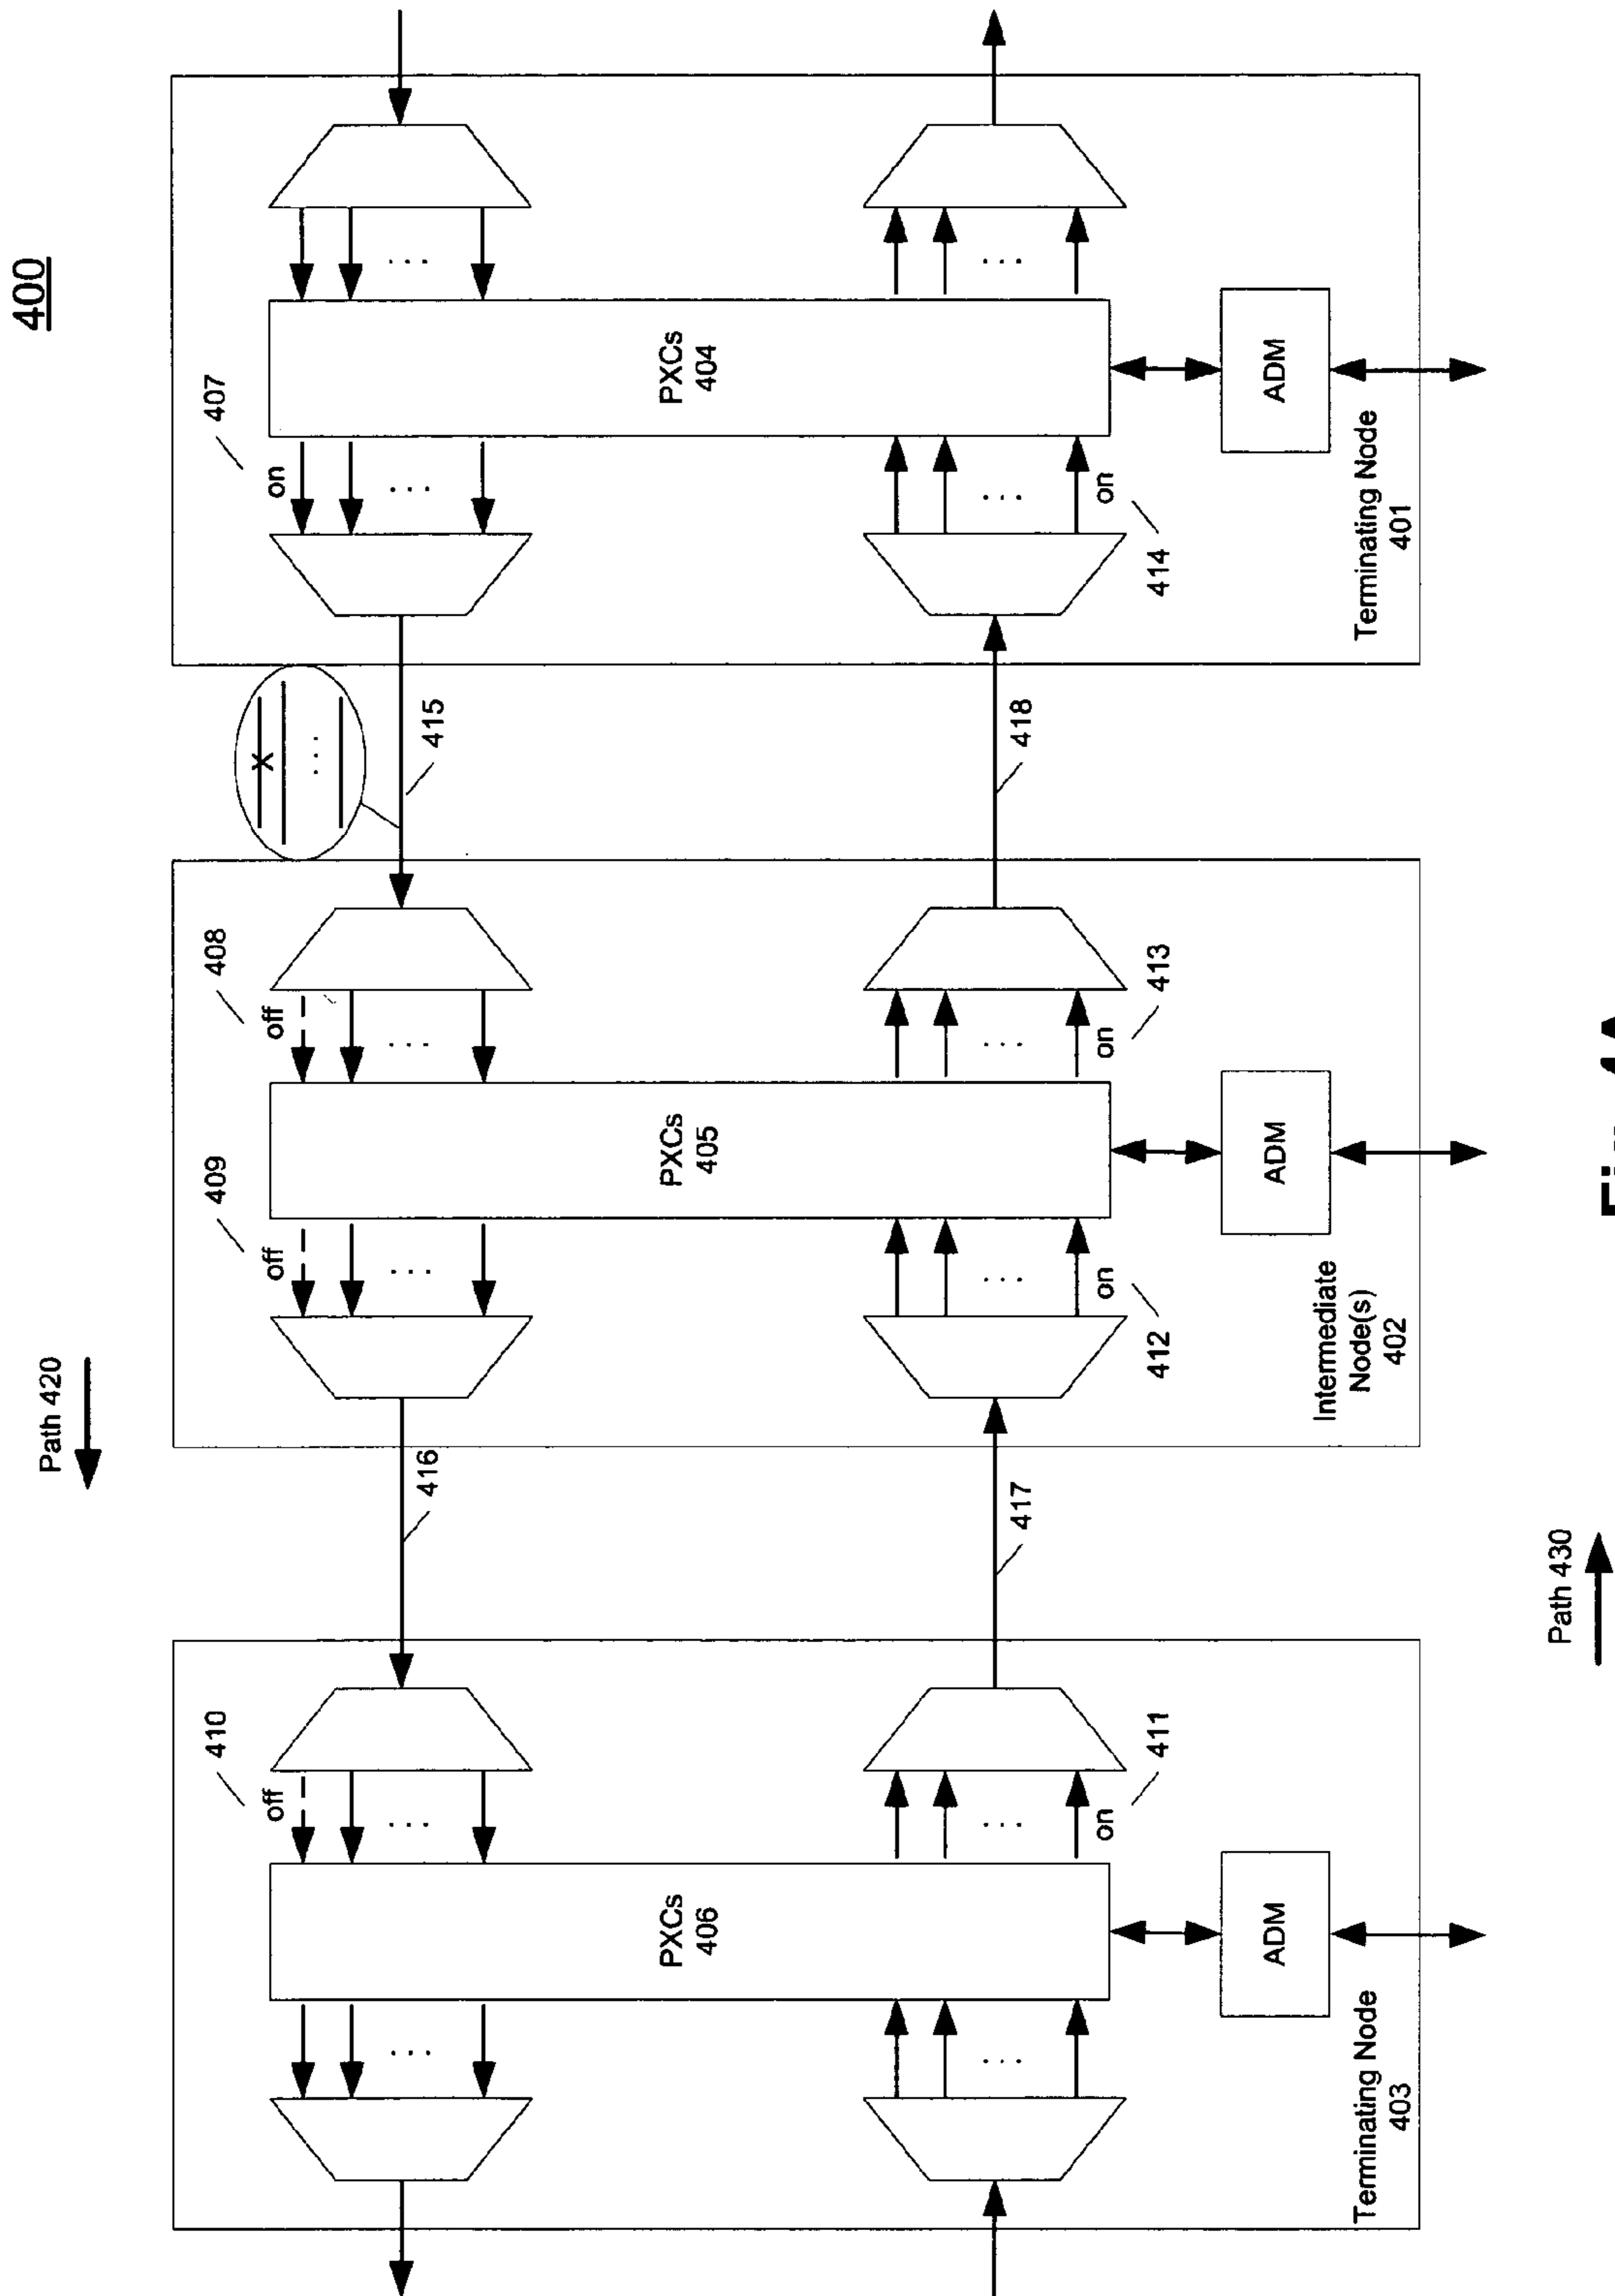 400
Path 420
410
409
408
407
off
off
off
on
X
416
415
PXCs
406
PXCs
405
PXCs
404
417
418
on
on
on
on
411
412
413
414
ADM
ADM
ADM
Terminating Node
403
Intermediate
Node(s)
402
Terminating Node
401
Path 430